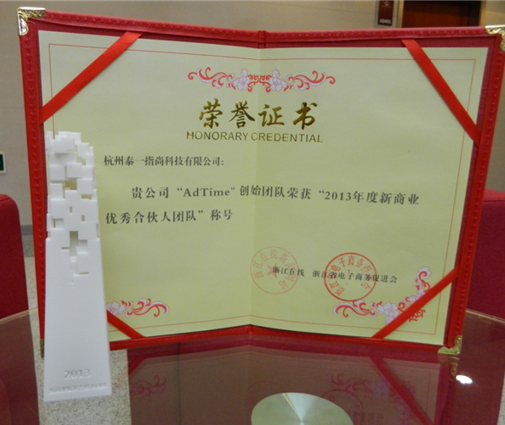 荣誉证书
HONORARY CREDENTIAL
杭州泰一指尚科技有限公司：
贵公司“AdTime”创始团队荣获“2013年度新商业
优秀合伙人团队”称号
浙江在线 浙江省电子商务促进会
2013